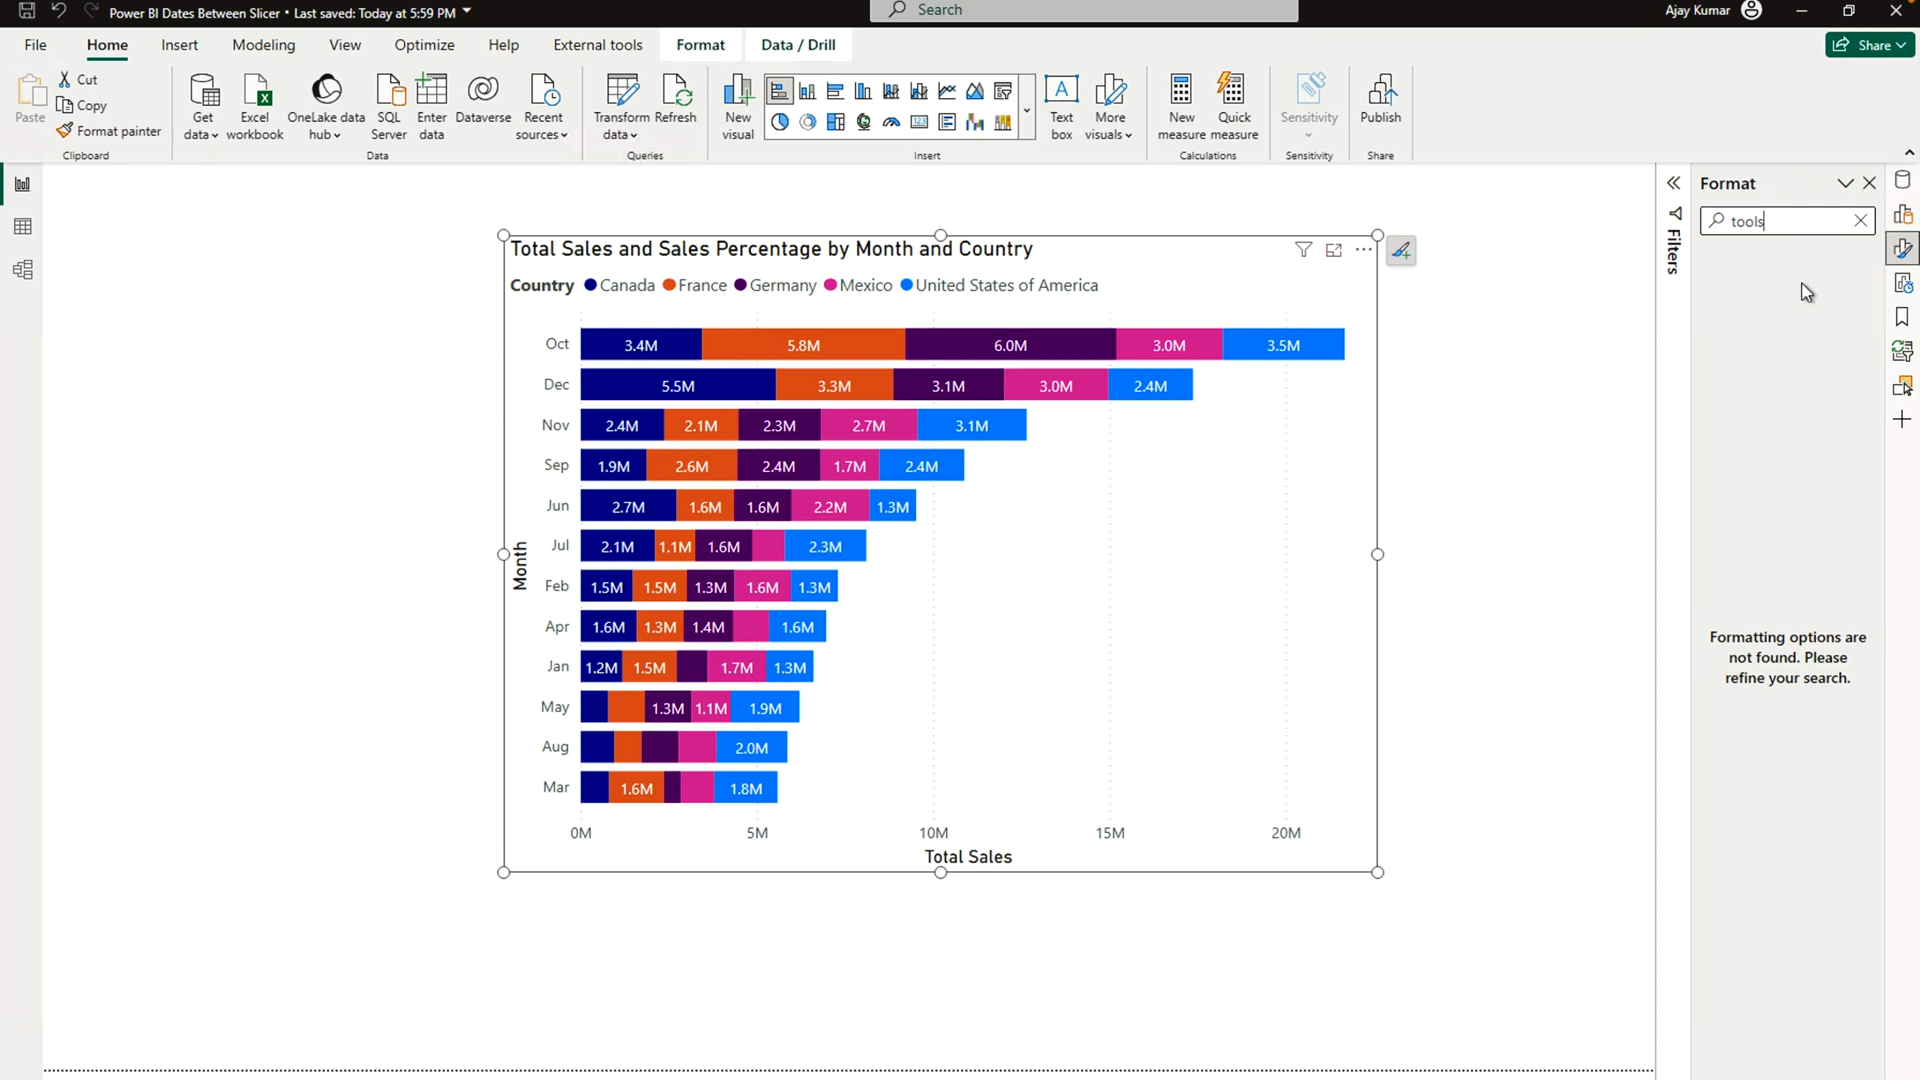 Power BI Dates Between Slicer • Last saved: Today at 5:59 PM
Search
Ajay Kumar
File Home Insert Modeling View Optimize Help External tools Format Data / Drill
Share
Paste
Cut
Copy
Format painter
Clipboard
Get data
Excel workbook
OneLake data hub
SQL Server
Enter data
Dataverse
Recent sources
Data
Transform data
Refresh
Queries
New visual
Text box
More visuals
Insert
New measure
Quick measure
Calculations
Sensitivity
Sensitivity
Publish
Share
Total Sales and Sales Percentage by Month and Country
Country Canada France Germany Mexico United States of America
Month
Oct 3.4M 5.8M 6.0M 3.0M 3.5M
Dec 5.5M 3.3M 3.1M 3.0M 2.4M
Nov 2.4M 2.1M 2.3M 2.7M 3.1M
Sep 1.9M 2.6M 2.4M 1.7M 2.4M
Jun 2.7M 1.6M 1.6M 2.2M 1.3M
Jul 2.1M 1.1M 1.6M 2.3M
Feb 1.5M 1.5M 1.3M 1.6M 1.3M
Apr 1.6M 1.3M 1.4M 1.6M
Jan 1.2M 1.5M 1.7M 1.3M
May 1.3M 1.1M 1.9M
Aug 2.0M
Mar 1.6M 1.8M
0M 5M 10M 15M 20M
Total Sales
Filters
Format
tools
Formatting options are
not found. Please
refine your search.